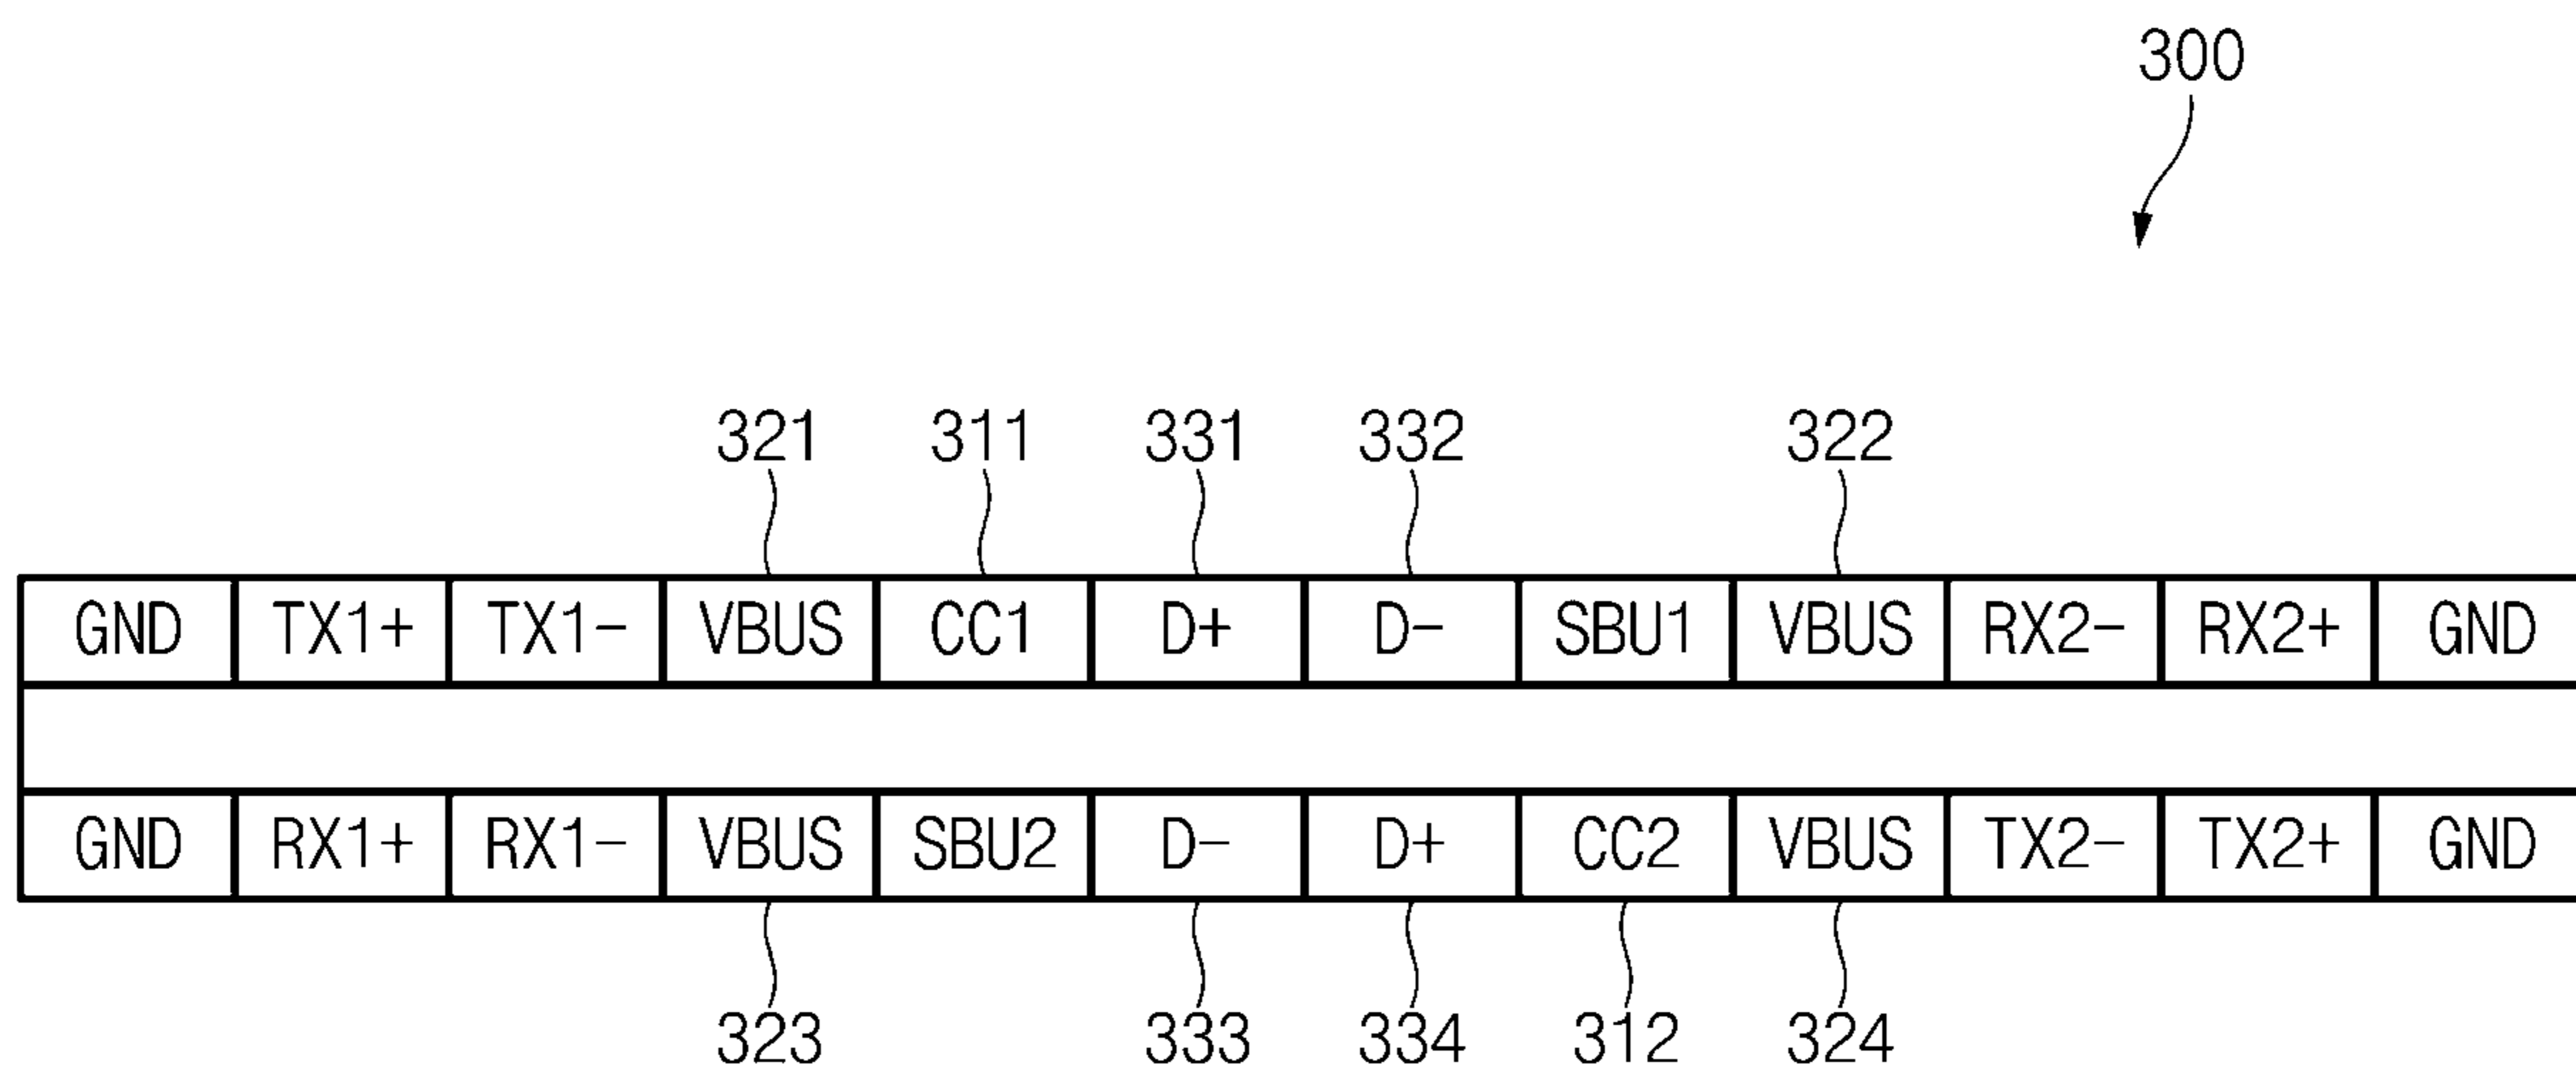 300
321 311 331 332 322
GND TX1+ TX1- VBUS CC1 D+ D- SBU1 VBUS RX2- RX2+ GND
GND RX1+ RX1- VBUS SBU2 D- D+ CC2 VBUS TX2- TX2+ GND
323 333 334 312 324